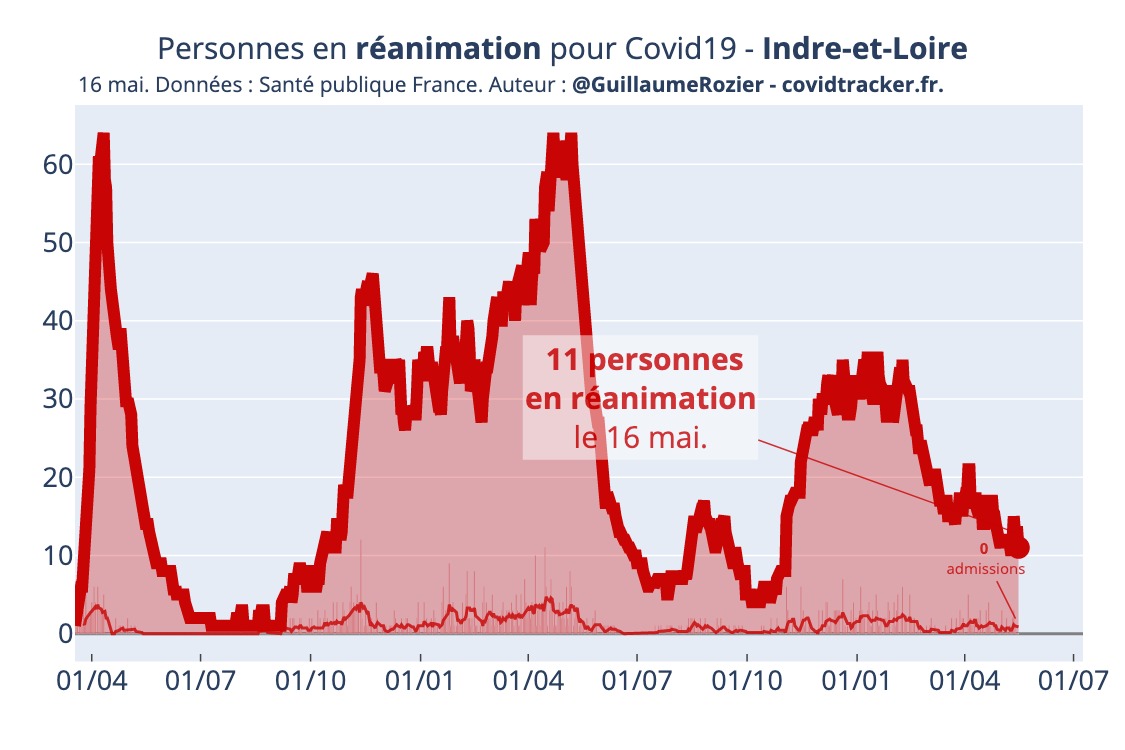 Personnes en réanimation pour Covid19 - Indre-et-Loire
16 mai. Données : Santé publique France. Auteur : @GuillaumeRozier - covidtracker.fr.
60
50
40
30
20
10
0
11 personnes
en réanimation
le 16 mai.
0
admissions
01/04 01/07 01/10 01/01 01/04 01/07 01/10 01/01 01/04 01/07